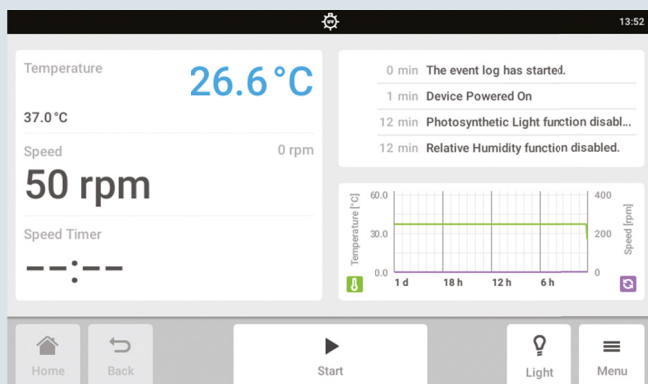 UV
13:52
Temperature
26.6 °C
37.0 °C
Speed
0 rpm
50 rpm
Speed Timer
--:--
0 min The event log has started.
1 min Device Powered On
12 min Photosynthetic Light function disabl...
12 min Relative Humidity function disabled.
Temperature [°C]
60.0
30.0
0.0
400
200
0
Speed [rpm]
1 d 18 h 12 h 6 h
Home
Back
Start
Light
Menu